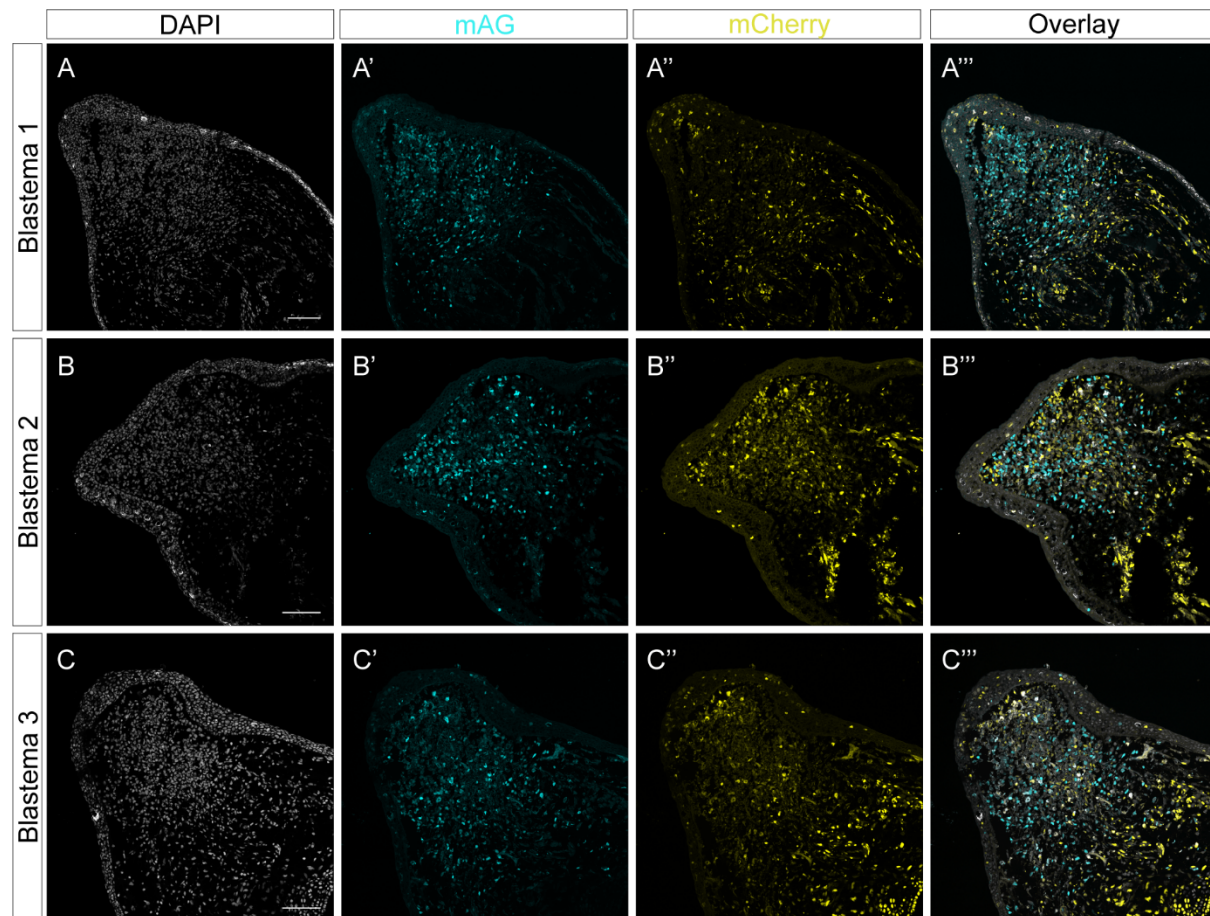 DAPI mAG mCherry Overlay
Blastema 1
A A' A'' A'''
Blastema 2
B B' B'' B'''
Blastema 3
C C' C'' C'''